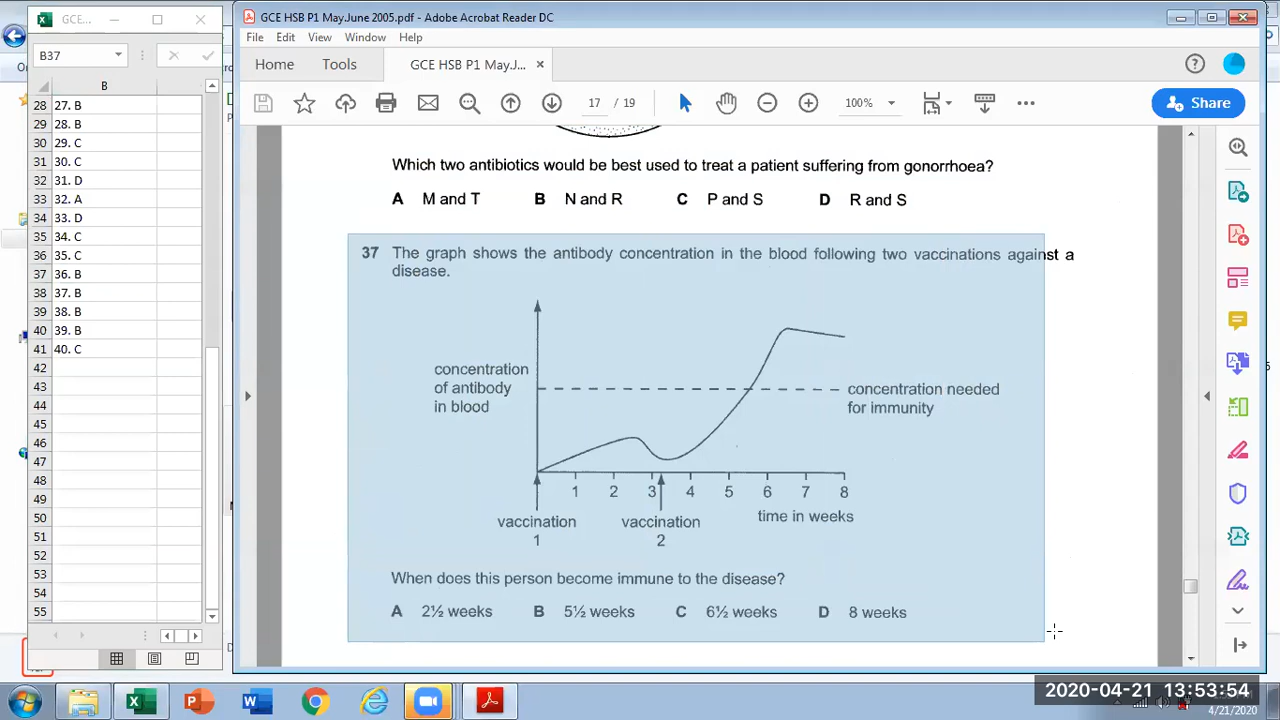 GCE...
B37
B
28 27. B
29 28. B
30 29. C
31 30. C
32 31. D
33 32. A
34 33. D
35 34. C
36 35. C
37 36. B
38 37. B
39 38. B
40 39. B
41 40. C
42
43
44
45
46
47
48
49
50
51
52
53
54
55
GCE HSB P1 May.June 2005.pdf - Adobe Acrobat Reader DC
File Edit View Window Help
Home Tools GCE HSB P1 May.J... ×
17 / 19 100% Share
Which two antibiotics would be best used to treat a patient suffering from gonorrhoea?
A M and T B N and R C P and S D R and S
37 The graph shows the antibody concentration in the blood following two vaccinations against a
disease.
concentration
of antibody
in blood
concentration needed
for immunity
1 2 3 4 5 6 7 8
vaccination
1
vaccination
2
time in weeks
When does this person become immune to the disease?
A 2½ weeks B 5½ weeks C 6½ weeks D 8 weeks
2020-04-21 13:53:54
4/21/2020